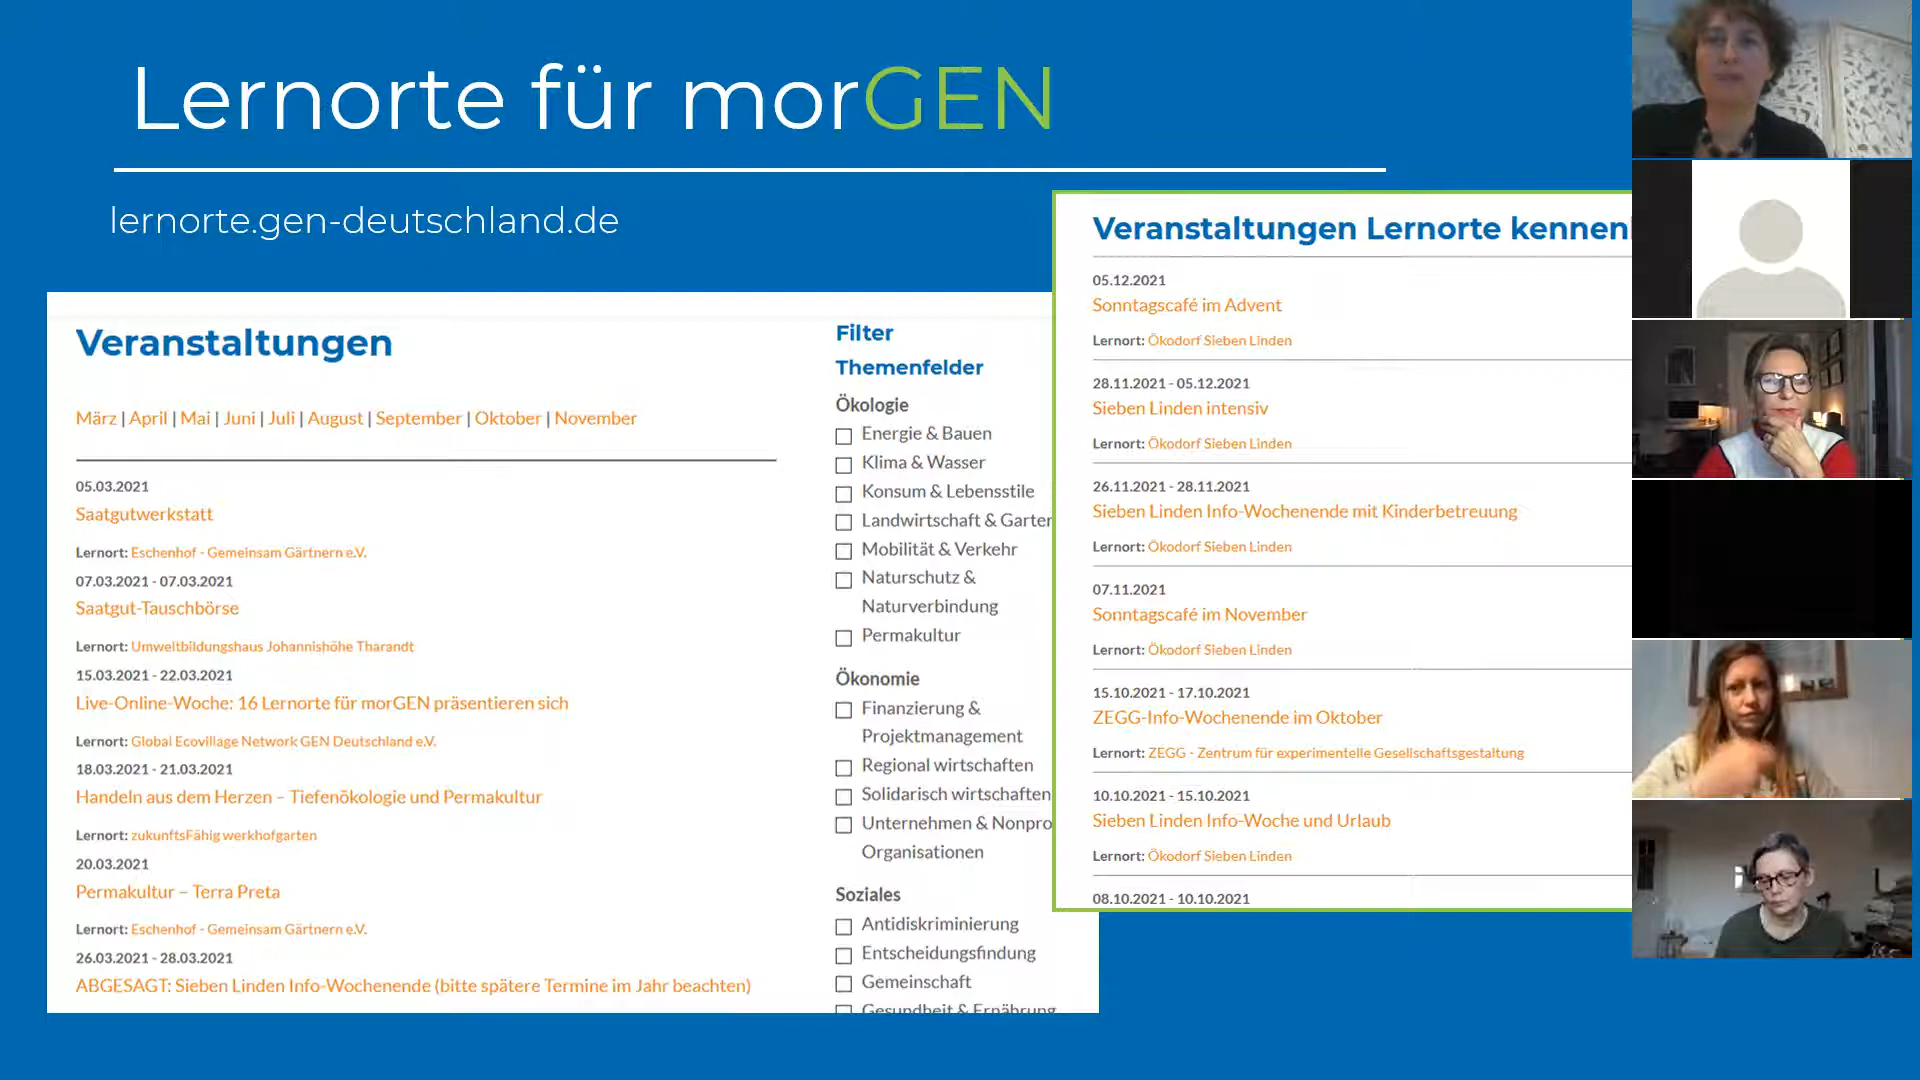 Lernorte für morGEN
lernorte.gen-deutschland.de
Veranstaltungen
März | April | Mai | Juni | Juli | August | September | Oktober | November
05.03.2021
Saatgutwerkstatt
Lernort: Eschenhof - Gemeinsam Gärtnern e.V.
07.03.2021 - 07.03.2021
Saatgut-Tauschbörse
Lernort: Umweltbildungshaus Johannishöhe Tharandt
15.03.2021 - 22.03.2021
Live-Online-Woche: 16 Lernorte für morGEN präsentieren sich
Lernort: Global Ecovillage Network GEN Deutschland e.V.
18.03.2021 - 21.03.2021
Handeln aus dem Herzen – Tiefenökologie und Permakultur
Lernort: zukunftsFähig werkhofgarten
20.03.2021
Permakultur – Terra Preta
Lernort: Eschenhof - Gemeinsam Gärtnern e.V.
26.03.2021 - 28.03.2021
ABGESAGT: Sieben Linden Info-Wochenende (bitte spätere Termine im Jahr beachten)
Filter
Themenfelder
Ökologie
Energie & Bauen
Klima & Wasser
Konsum & Lebensstile
Landwirtschaft & Garten
Mobilität & Verkehr
Naturschutz &
Naturverbindung
Permakultur
Ökonomie
Finanzierung &
Projektmanagement
Regional wirtschaften
Solidarisch wirtschaften
Unternehmen & Nonpro
Organisationen
Soziales
Antidiskriminierung
Entscheidungsfindung
Gemeinschaft
Gesundheit & Ernährung
Veranstaltungen Lernorte kennen
05.12.2021
Sonntagscafé im Advent
Lernort: Ökodorf Sieben Linden
28.11.2021 - 05.12.2021
Sieben Linden intensiv
Lernort: Ökodorf Sieben Linden
26.11.2021 - 28.11.2021
Sieben Linden Info-Wochenende mit Kinderbetreuung
Lernort: Ökodorf Sieben Linden
07.11.2021
Sonntagscafé im November
Lernort: Ökodorf Sieben Linden
15.10.2021 - 17.10.2021
ZEGG-Info-Wochenende im Oktober
Lernort: ZEGG - Zentrum für experimentelle Gesellschaftsgestaltung
10.10.2021 - 15.10.2021
Sieben Linden Info-Woche und Urlaub
Lernort: Ökodorf Sieben Linden
08.10.2021 - 10.10.2021